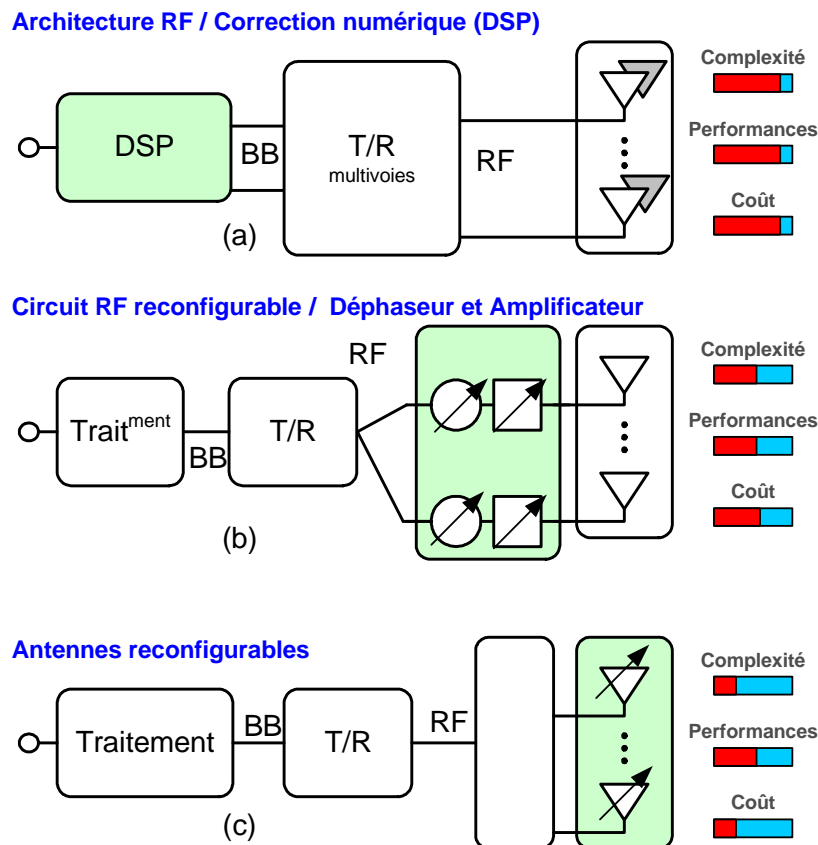 Architecture RF / Correction numérique (DSP)
Complexité
DSP
BB
T/R
multivoies
RF
Performances
Coût
(a)
Circuit RF reconfigurable / Déphaseur et Amplificateur
RF
Complexité
Traitment
BB
T/R
Performances
Coût
(b)
Antennes reconfigurables
Complexité
Traitement
BB
T/R
RF
Performances
Coût
(c)